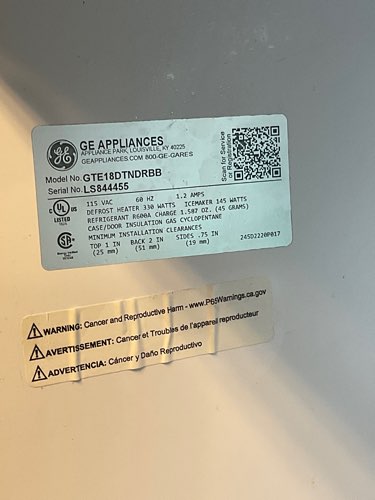 GE APPLIANCES
APPLIANCE PARK, LOUISVILLE, KY 40225
GEAPPLIANCES.COM 800-GE-CARES
Scan for Service
or Registration
Model No. GTE18DTNDRBB
Serial No. LS844455
115 VAC 60 HZ 1.2 AMPS
DEFROST HEATER 330 WATTS ICEMAKER 145 WATTS
REFRIGERANT R600A CHARGE 1.587 OZ. (45 GRAMS)
CASE/DOOR INSULATION GAS CYCLOPENTANE
MINIMUM INSTALLATION CLEARANCES
TOP 1 IN BACK 2 IN SIDES .75 IN
(25 mm) (51 mm) (19 mm)
245D2220P017
UL
LISTED
WARNING: Cancer and Reproductive Harm - www.P65Warnings.ca.gov
AVERTISSEMENT: Cancer et Troubles de l'appareil reproducteur
ADVERTENCIA: Cáncer y Daño Reproductivo